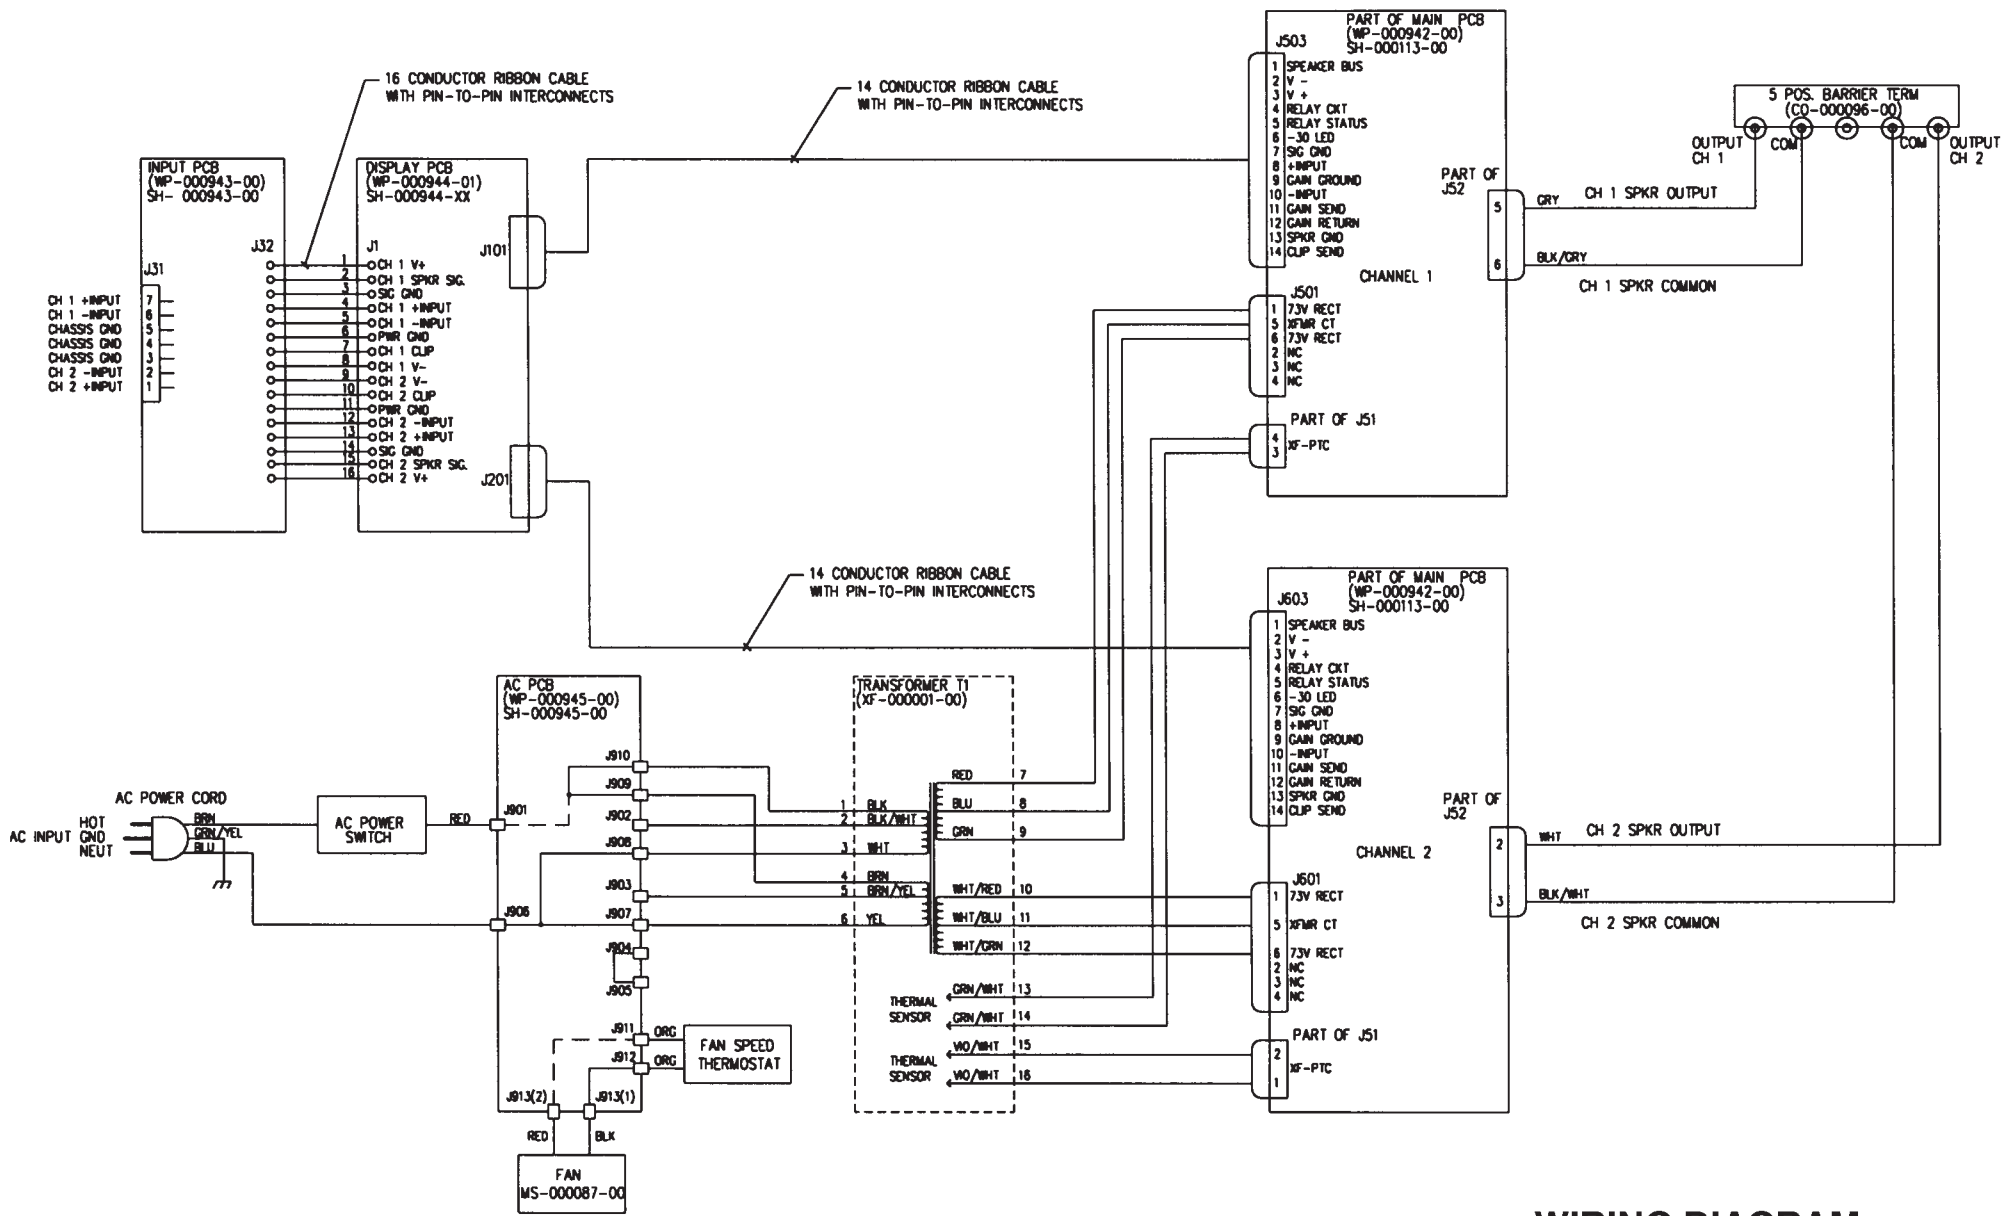 PART OF MAIN PCB
(WP-000942-00)
SH-000113-00
J503
1 SPEAKER BUS
2 V -
3 V +
4 RELAY CKT
5 RELAY STATUS
6 -30 LED
7 SIG GND
8 +INPUT
9 GAIN GROUND
10 -INPUT
11 GAIN SEND
12 GAIN RETURN
13 SPKR GND
14 CLIP SEND
CHANNEL 1
J501
1 73V RECT
5 XFMR CT
6 73V RECT
2 NC
3 NC
4 NC
PART OF J51
4
XF-PTC
3
PART OF
J52
5
6
GRY
CH 1 SPKR OUTPUT
BLK/GRY
CH 1 SPKR COMMON
5 POS. BARRIER TERM
(CO-000096-00)
OUTPUT
CH 1
COM
COM
OUTPUT
CH 2
16 CONDUCTOR RIBBON CABLE
WITH PIN-TO-PIN INTERCONNECTS
14 CONDUCTOR RIBBON CABLE
WITH PIN-TO-PIN INTERCONNECTS
INPUT PCB
(WP-000943-00)
SH- 000943-00
J32
J31
CH 1 +INPUT 7
CH 1 -INPUT 6
CHASSIS GND 5
CHASSIS GND 4
CHASSIS GND 3
CH 2 -INPUT 2
CH 2 +INPUT 1
DISPLAY PCB
(WP-000944-01)
SH-000944-XX
J1
1 CH 1 V+
2 CH 1 SPKR SIG.
3 SIG GND
4 CH 1 +INPUT
5 CH 1 -INPUT
6 PWR GND
7 CH 1 CLIP
8 CH 1 V-
9 CH 2 V-
10 CH 2 CLIP
11 PWR GND
12 CH 2 -INPUT
13 CH 2 +INPUT
14 SIG GND
15 CH 2 SPKR SIG.
16 CH 2 V+
J101
J201
14 CONDUCTOR RIBBON CABLE
WITH PIN-TO-PIN INTERCONNECTS
PART OF MAIN PCB
(WP-000942-00)
SH-000113-00
J603
1 SPEAKER BUS
2 V -
3 V +
4 RELAY CKT
5 RELAY STATUS
6 -30 LED
7 SIG GND
8 +INPUT
9 GAIN GROUND
10 -INPUT
11 GAIN SEND
12 GAIN RETURN
13 SPKR GND
14 CLIP SEND
CHANNEL 2
J601
1 73V RECT
5 XFMR CT
6 73V RECT
2 NC
3 NC
4 NC
PART OF J51
2
XF-PTC
1
PART OF
J52
2
3
WHT
CH 2 SPKR OUTPUT
BLK/WHT
CH 2 SPKR COMMON
AC PCB
(WP-000945-00)
SH-000945-00
J910
J909
J901
J902
J908
J903
J906
J907
J904
J905
J911
J912
J913(2)
J913(1)
ORG
ORG
FAN SPEED
THERMOSTAT
RED
BLK
FAN
MS-000087-00
AC POWER CORD
AC INPUT
HOT
GND
NEUT
BRN
GRN/YEL
BLU
AC POWER
SWITCH
RED
TRANSFORMER T1
(XF-000001-00)
1 BLK
2 BLK/WHT
3 WHT
4 BRN
5 BRN/YEL
6 YEL
RED 7
BLU 8
GRN 9
WHT/RED 10
WHT/BLU 11
WHT/GRN 12
THERMAL
SENSOR
GRN/WHT 13
GRN/WHT 14
THERMAL
SENSOR
VIO/WHT 15
VIO/WHT 16
WIRING DIAGRAM